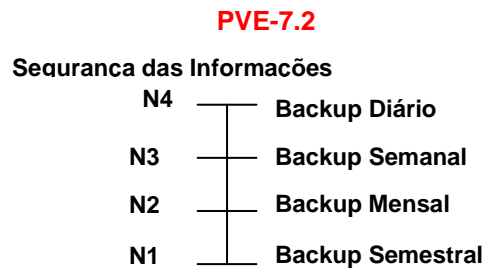 PVE-7.2
Segurança das Informações
N4 Backup Diário
N3 Backup Semanal
N2 Backup Mensal
N1 Backup Semestral